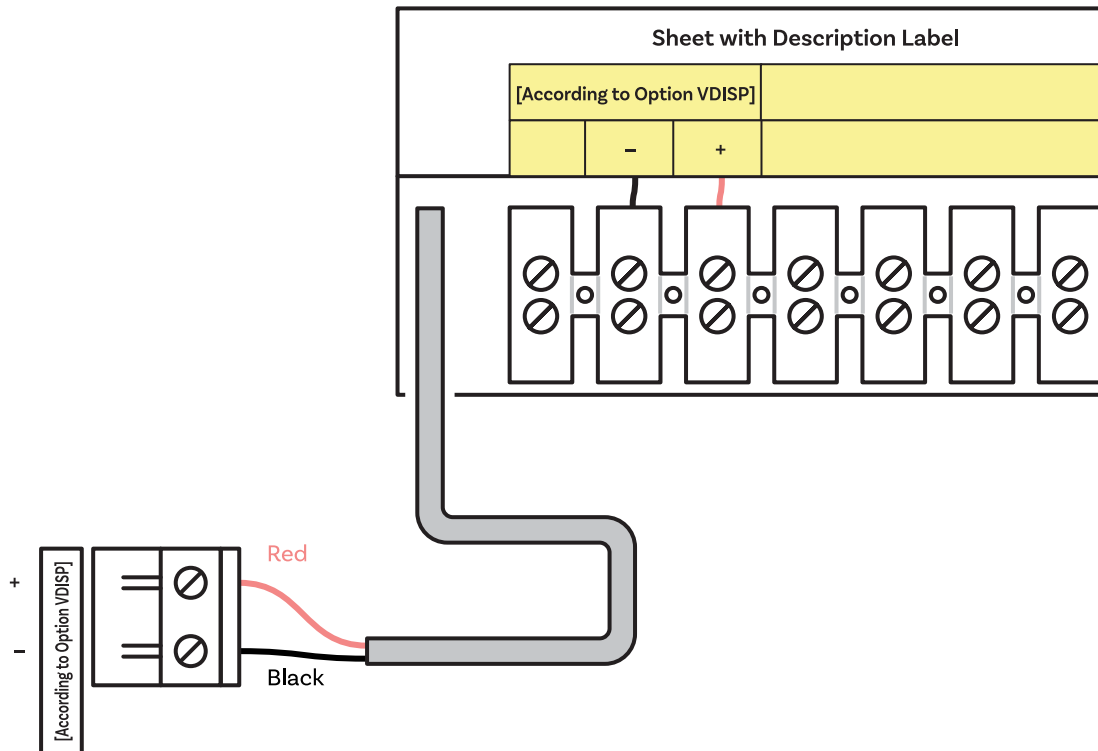 Sheet with Description Label
[According to Option VDISP]
– +
Red
+
–
[According to Option VDISP]
Black